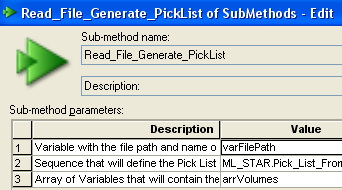 Read_File_Generate_PickList of SubMethods - Edit
Sub-method name:
Read_File_Generate_PickList
Description:
Sub-method parameters:
Description Value
1 Variable with the file path and name o varFilePath
2 Sequence that will define the Pick List ML_STAR.Pick_List_Fron
3 Array of Variables that will contain the arrVolumes